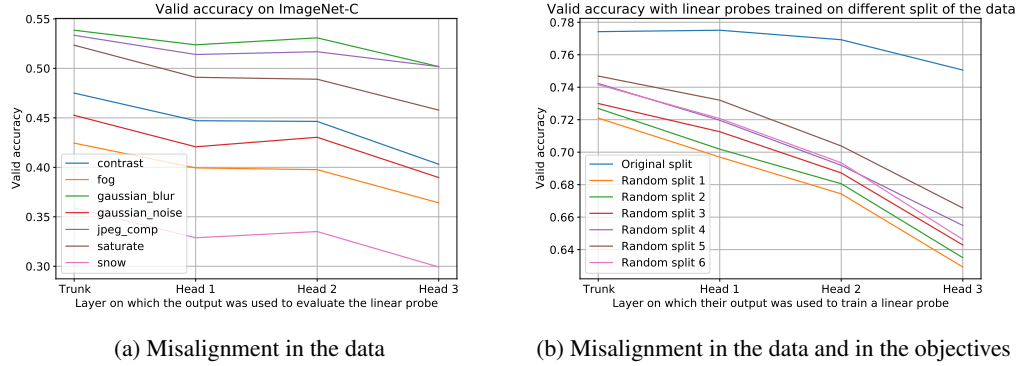 Valid accuracy on ImageNet-C
0.55
0.50
0.45
0.40
0.35
0.30
Valid accuracy
contrast
fog
gaussian_blur
gaussian_noise
jpeg_comp
saturate
snow
Trunk Head 1 Head 2 Head 3
Layer on which the output was used to evaluate the linear probe
(a) Misalignment in the data
Valid accuracy with linear probes trained on different split of the data
0.78
0.76
0.74
0.72
0.70
0.68
0.66
0.64
Valid accuracy
Original split
Random split 1
Random split 2
Random split 3
Random split 4
Random split 5
Random split 6
Trunk Head 1 Head 2 Head 3
Layer on which their output was used to train a linear probe
(b) Misalignment in the data and in the objectives